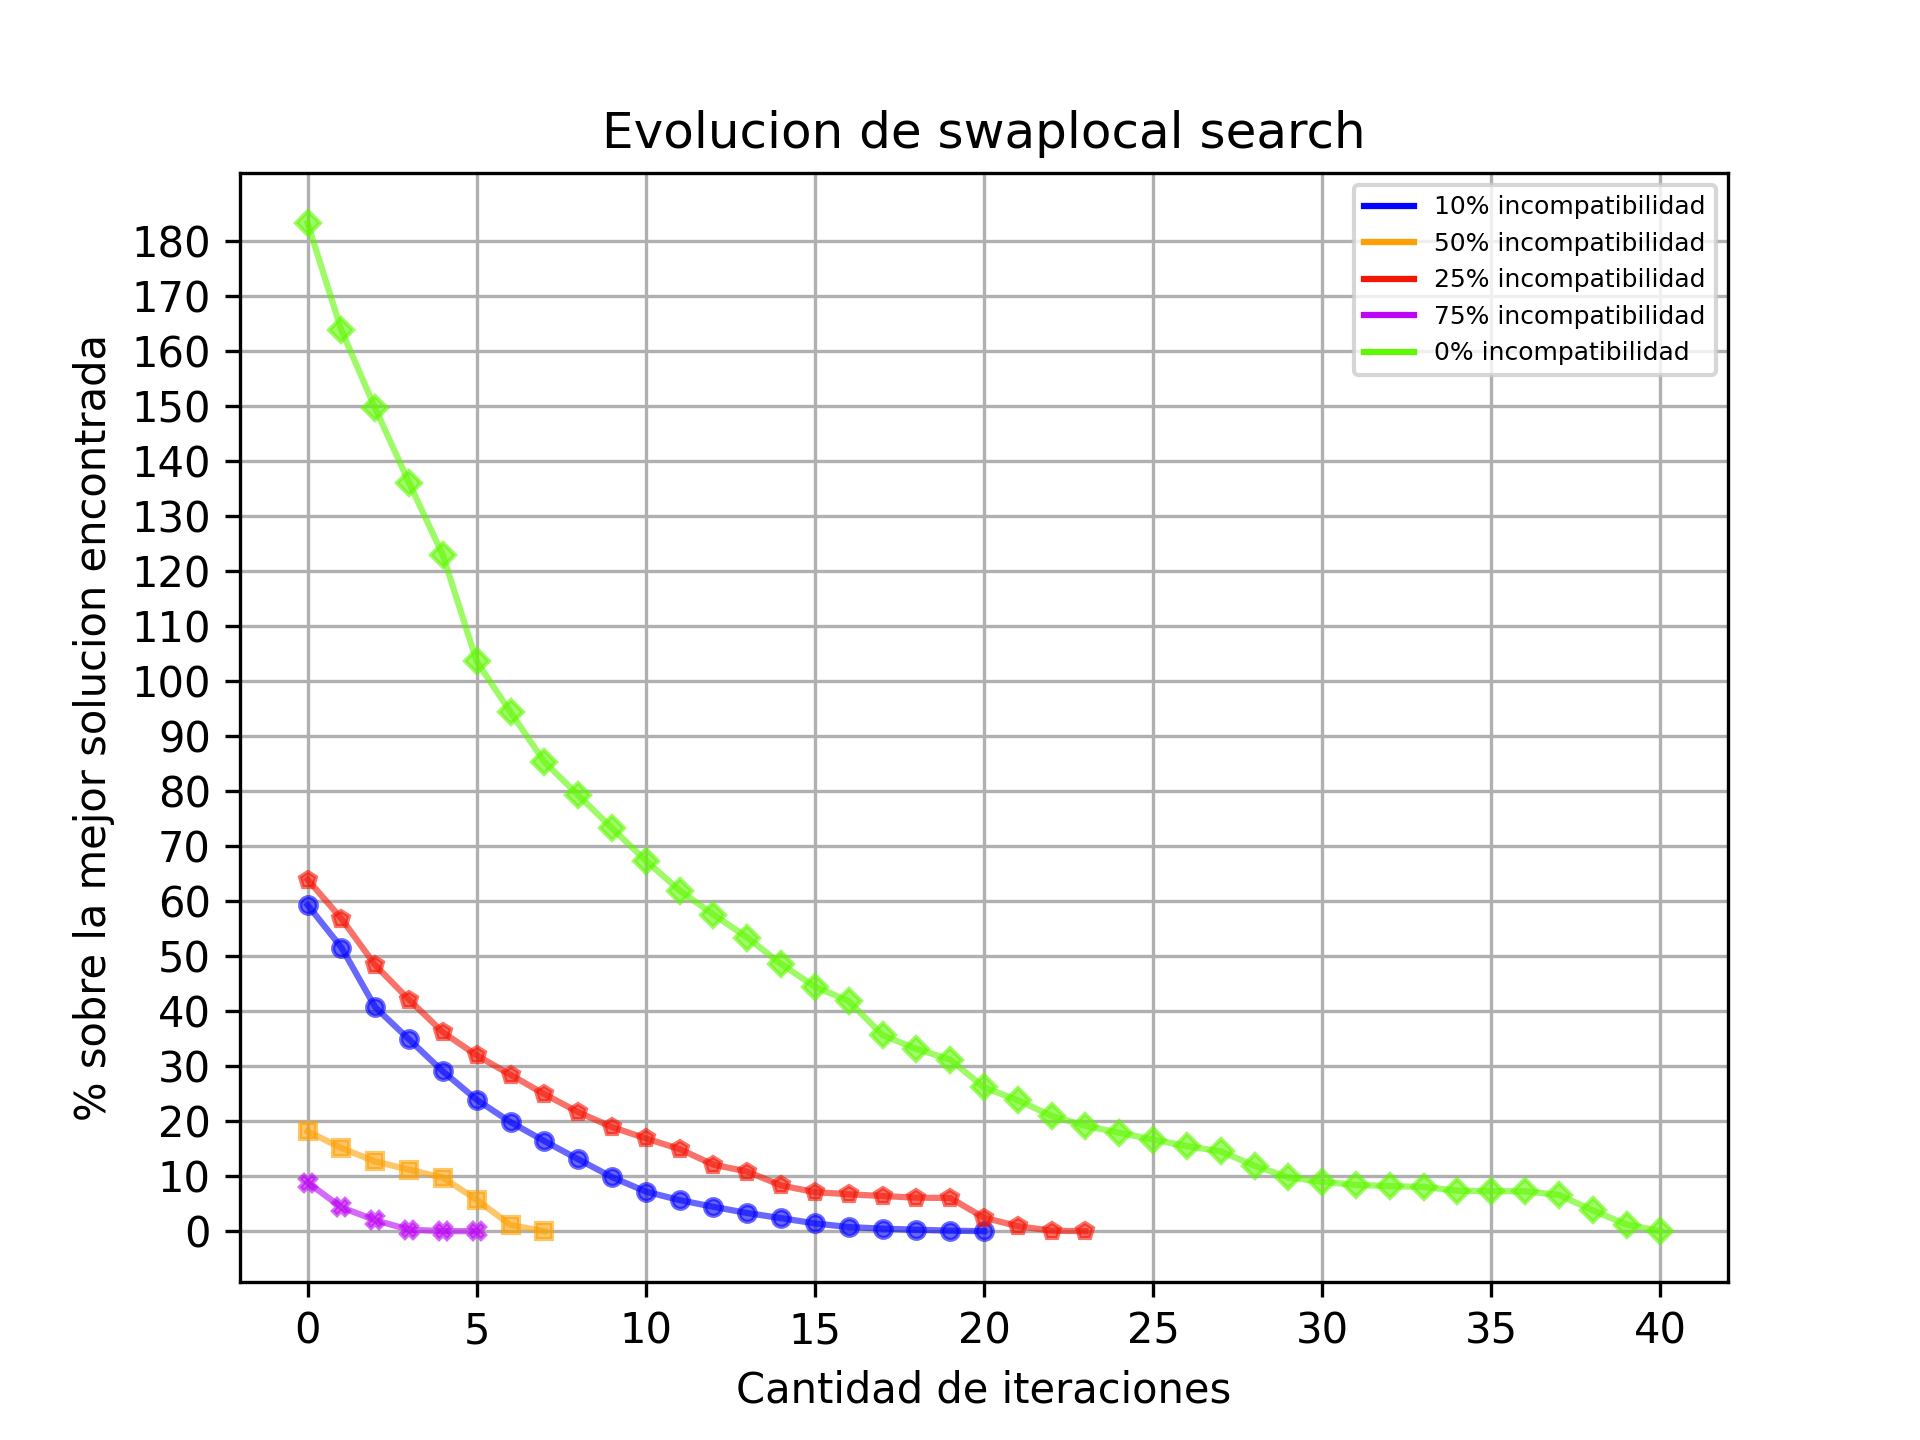 Evolucion de swaplocal search
10% incompatibilidad
50% incompatibilidad
25% incompatibilidad
75% incompatibilidad
0% incompatibilidad
% sobre la mejor solucion encontrada
180
170
160
150
140
130
120
110
100
90
80
70
60
50
40
30
20
10
0
0 5 10 15 20 25 30 35 40
Cantidad de iteraciones